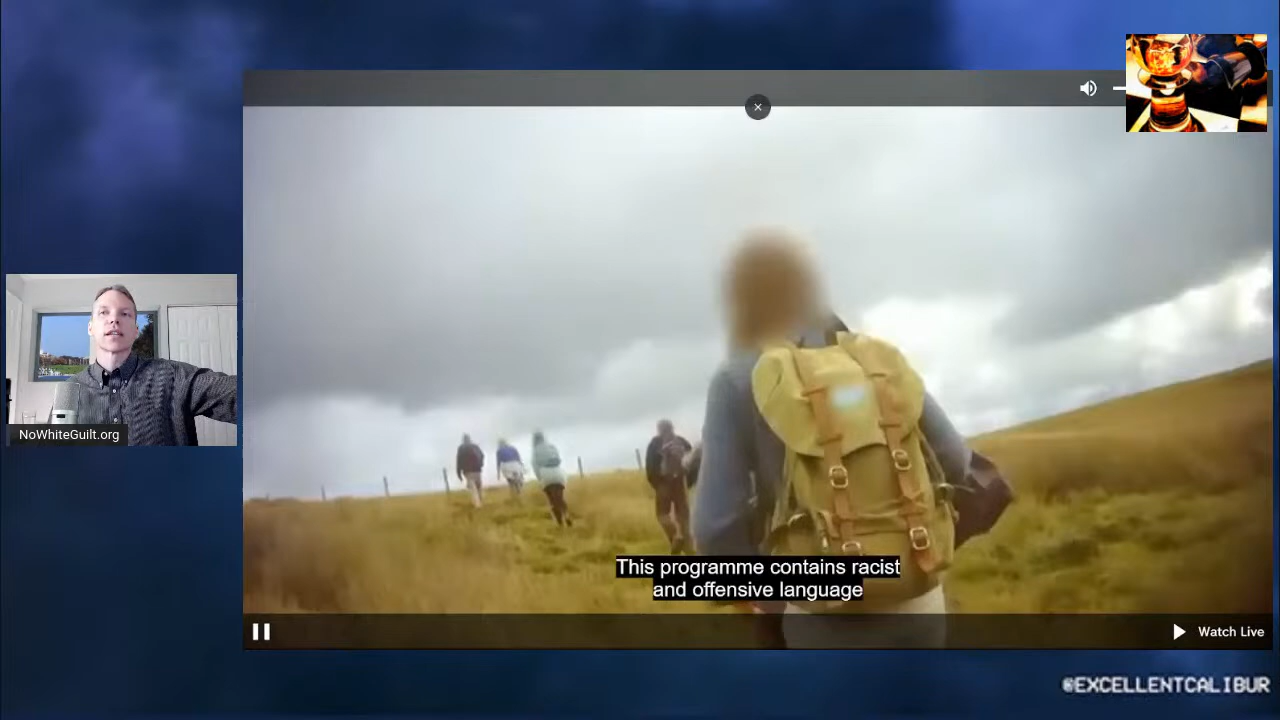 NoWhiteGuilt.org
This programme contains racist
and offensive language
Watch Live
@EXCELLENTCALIBUR